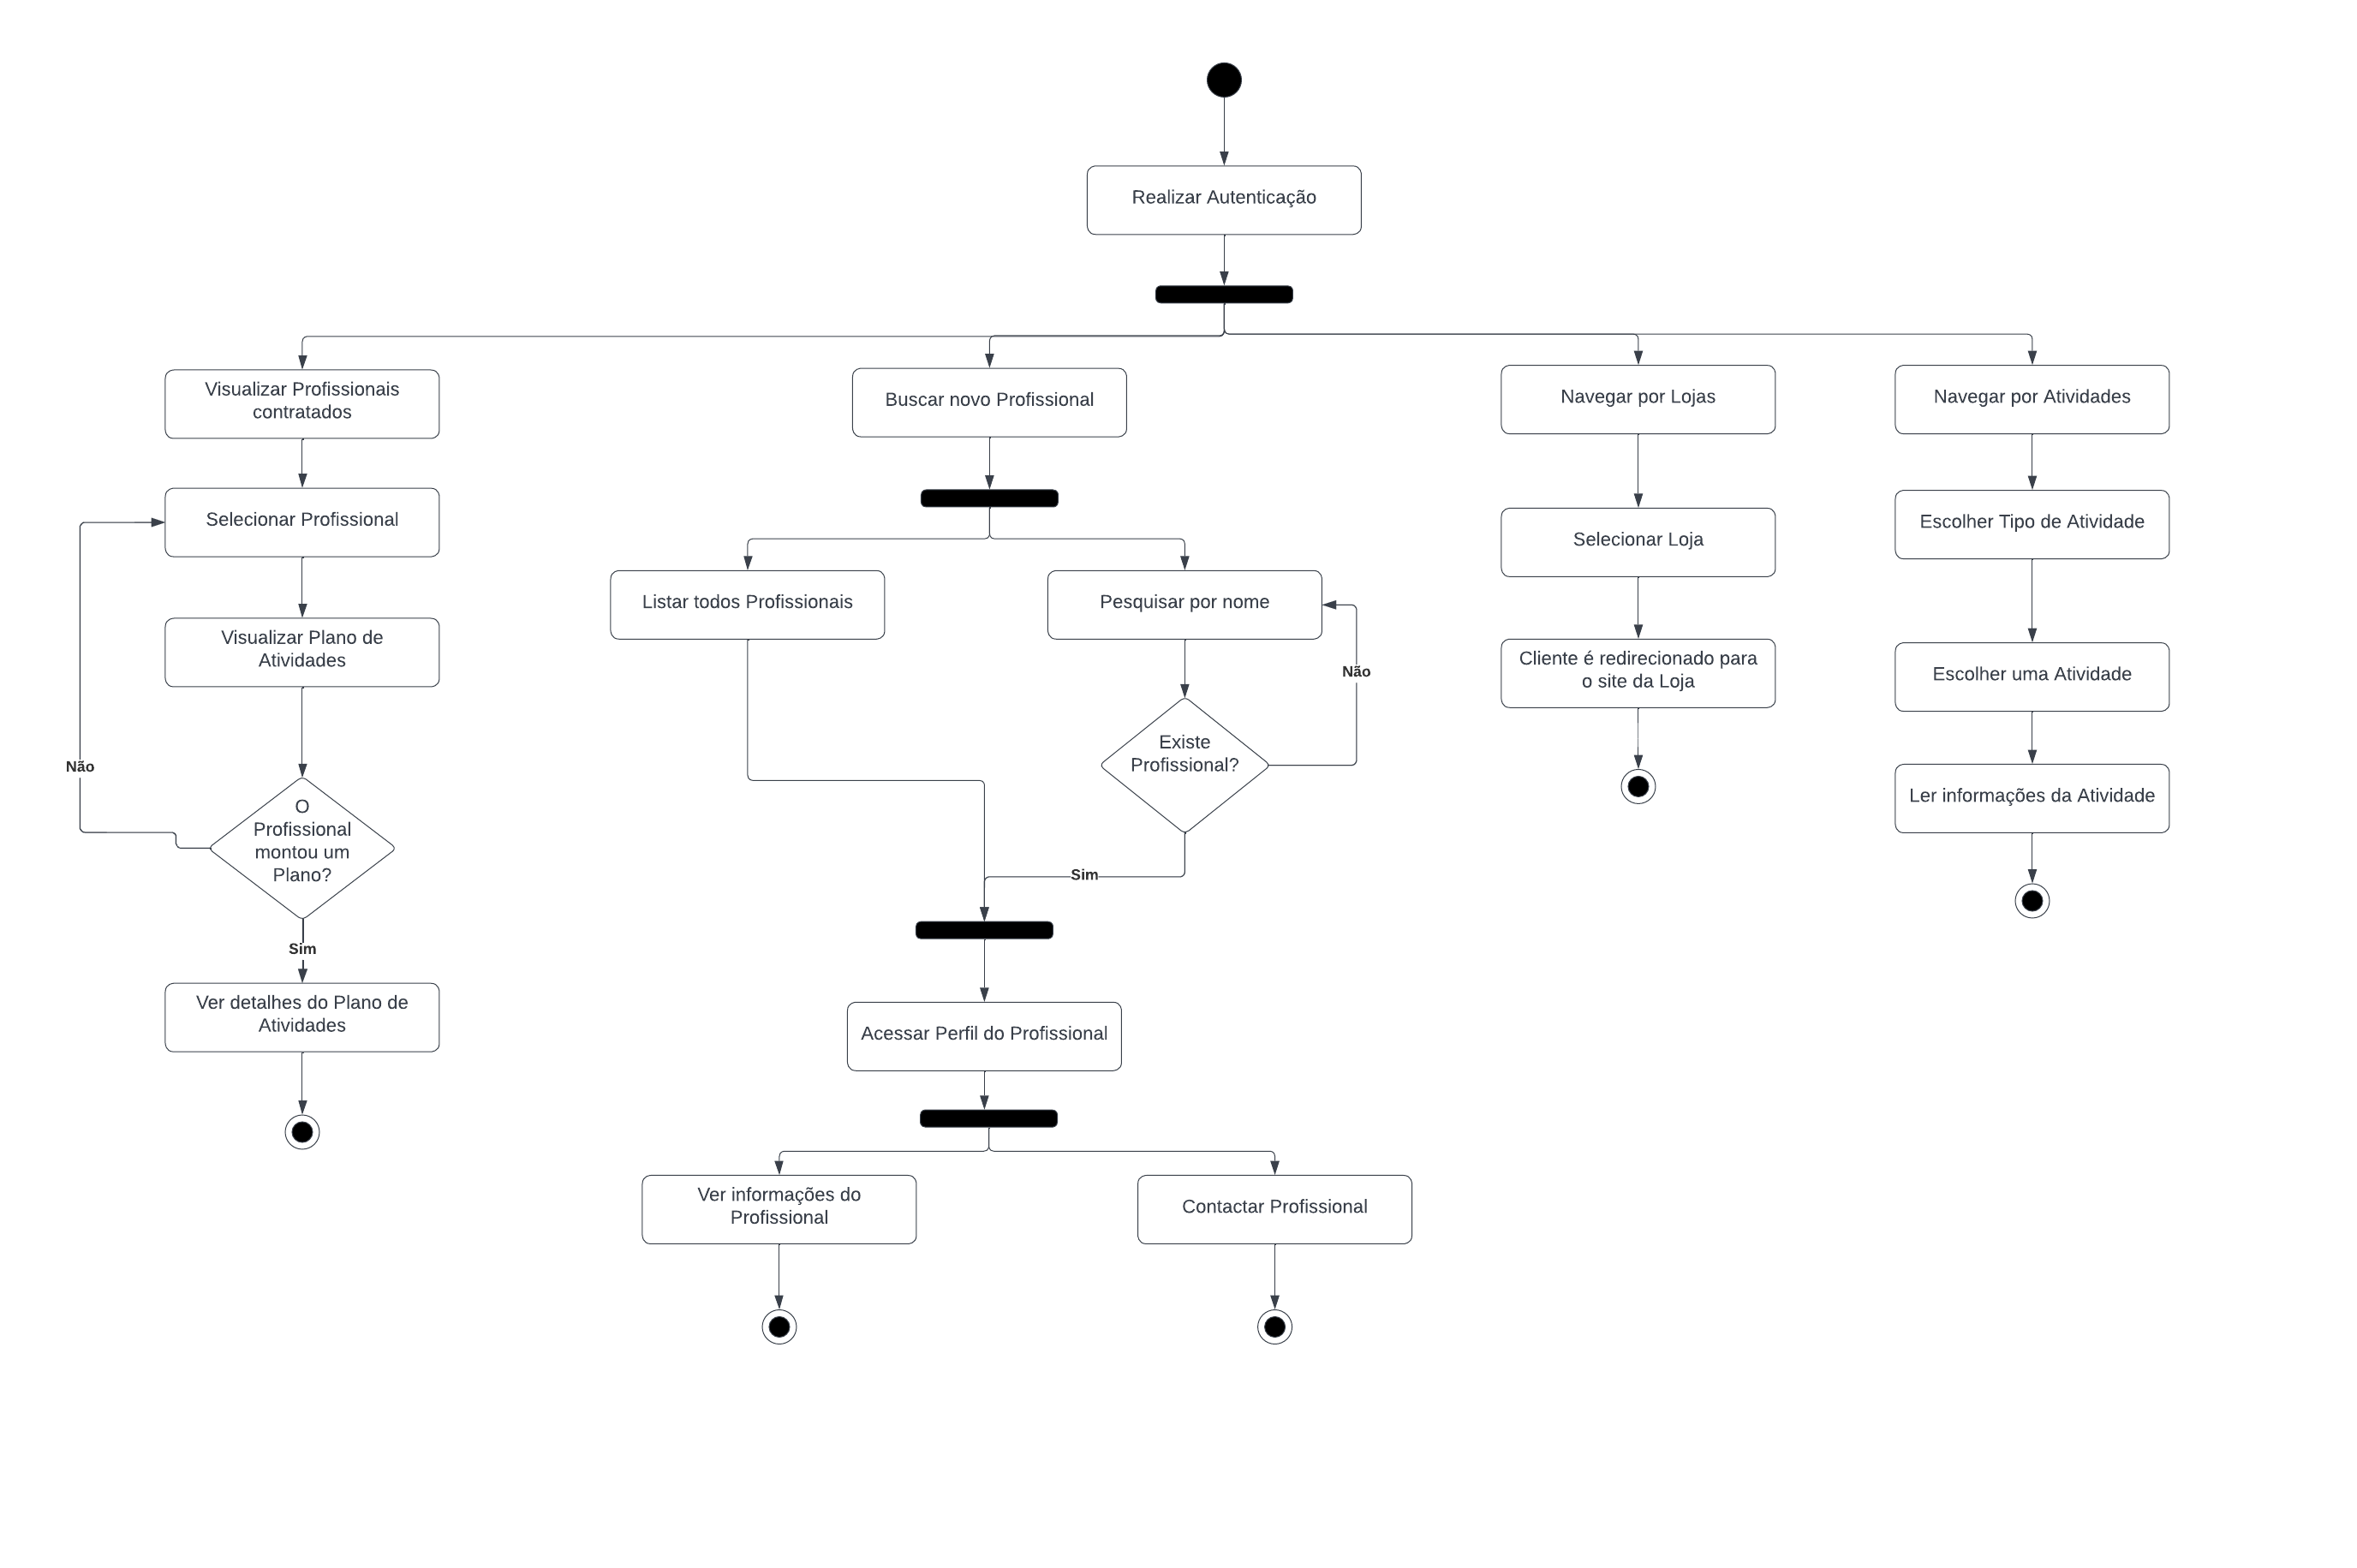 Realizar Autenticação
Visualizar Profissionais
contratados
Buscar novo Profissional
Navegar por Lojas
Navegar por Atividades
Selecionar Profissional
Selecionar Loja
Escolher Tipo de Atividade
Listar todos Profissionais
Pesquisar por nome
Visualizar Plano de
Atividades
Não
Cliente é redirecionado para
o site da Loja
Escolher uma Atividade
Existe
Profissional?
Não
O
Profissional
montou um
Plano?
Ler informações da Atividade
Sim
Sim
Ver detalhes do Plano de
Atividades
Acessar Perfil do Profissional
Ver informações do
Profissional
Contactar Profissional